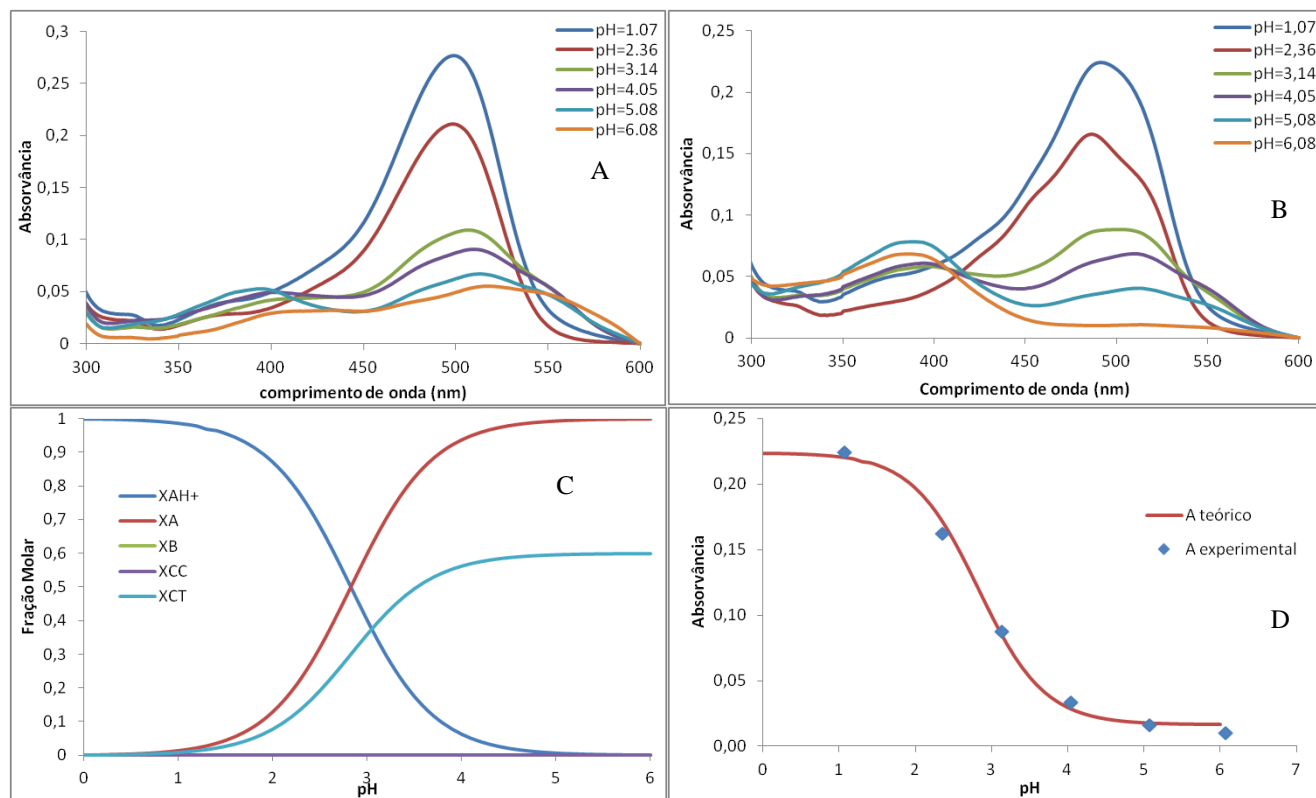 0,3
0,25
0,2
0,15
0,1
0,05
0
Absorvância
300 350 400 450 500 550 600
comprimento de onda (nm)
pH=1.07
pH=2.36
pH=3.14
pH=4.05
pH=5.08
pH=6.08
A
0,25
0,2
0,15
0,1
0,05
0
Absorvância
300 350 400 450 500 550 600
Comprimento de onda (nm)
pH=1,07
pH=2,36
pH=3,14
pH=4,05
pH=5,08
pH=6,08
B
1
0,9
0,8
0,7
0,6
0,5
0,4
0,3
0,2
0,1
0
Fração Molar
0 1 2 3 4 5 6
pH
XAH+
XA
XB
XCC
XCT
C
0,25
0,20
0,15
0,10
0,05
0,00
Absorvância
0 1 2 3 4 5 6 7
pH
A teórico
A experimental
D